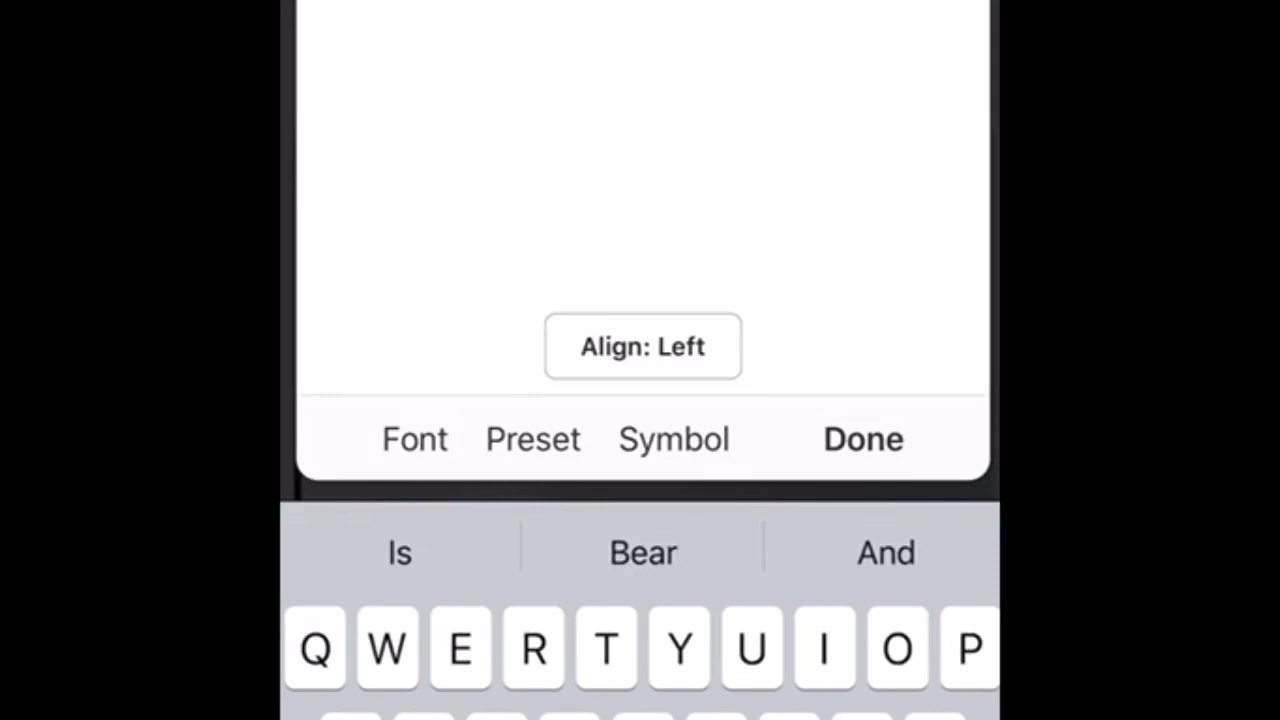 Align: Left
Font Preset Symbol Done
Is Bear And
Q W E R T Y U I O P